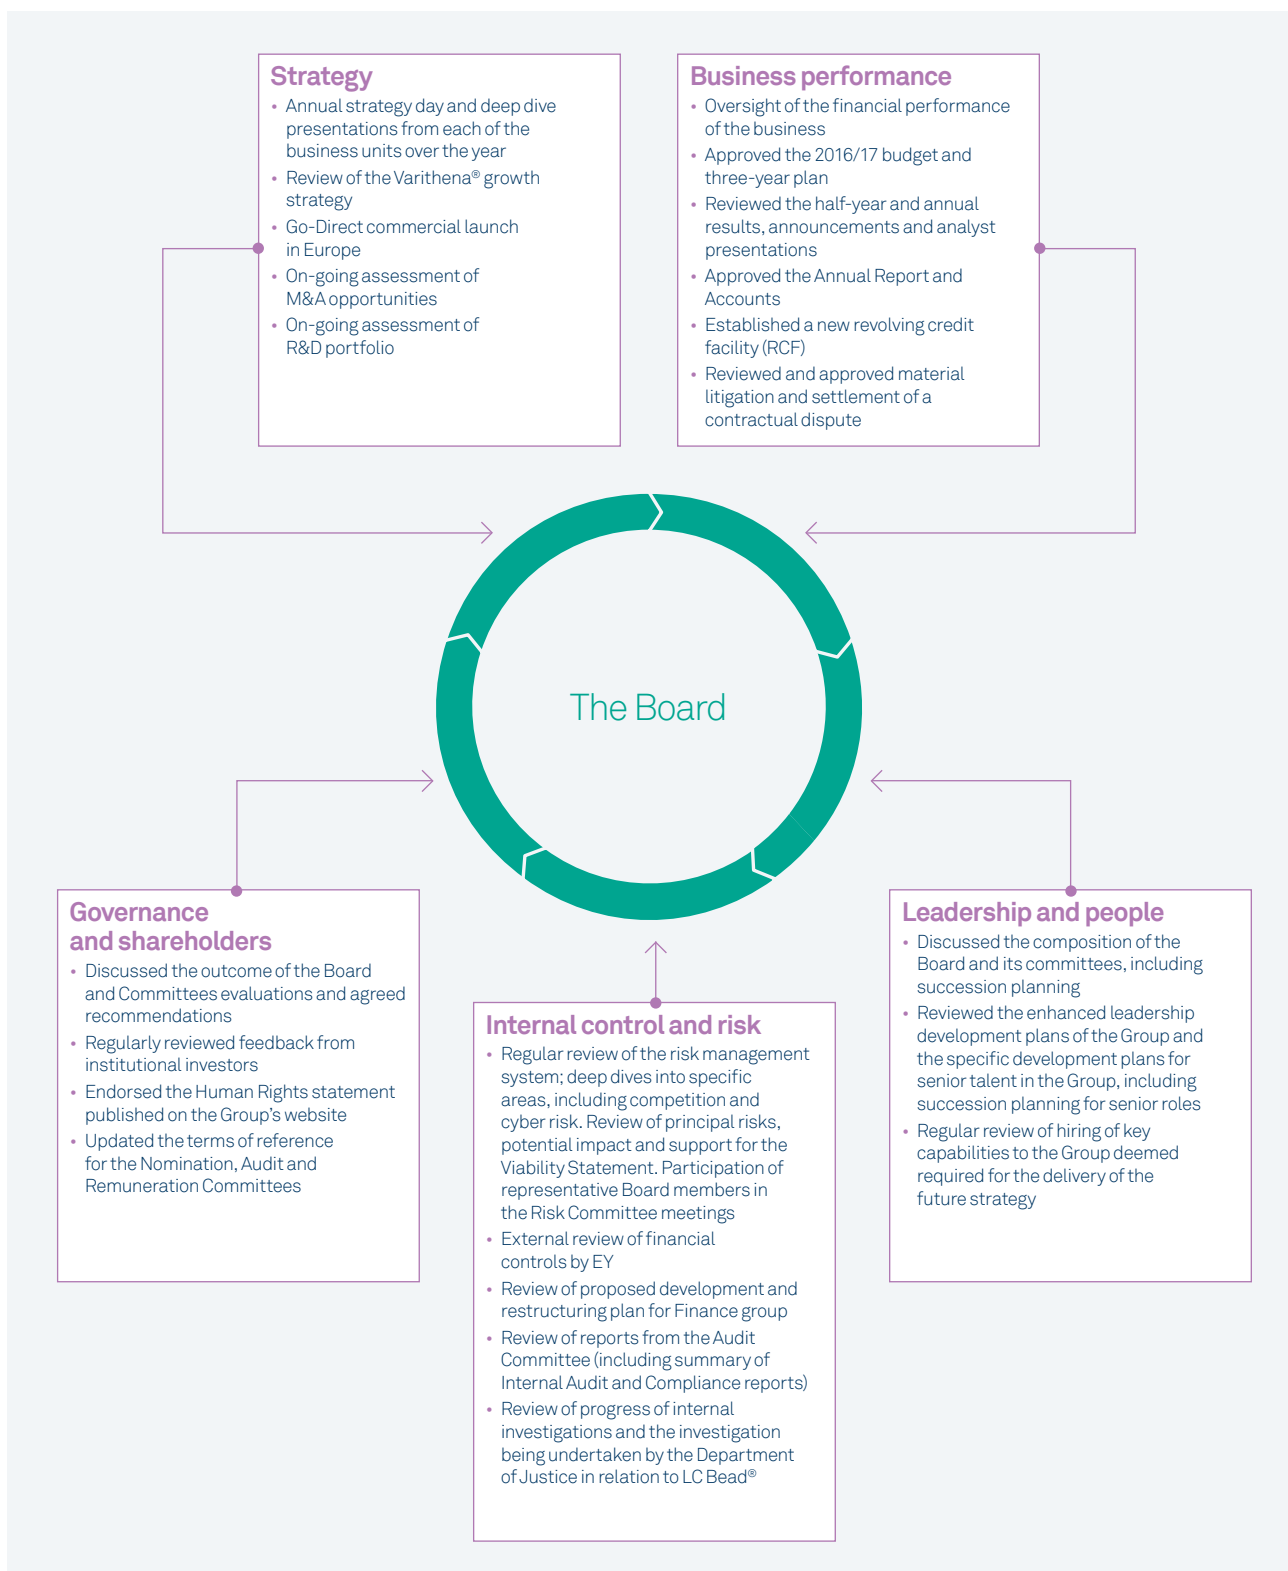 Strategy
• Annual strategy day and deep dive
presentations from each of the
business units over the year
• Review of the Varithena® growth
strategy
• Go-Direct commercial launch
in Europe
• On-going assessment of
M&A opportunities
• On-going assessment of
R&D portfolio
Business performance
• Oversight of the financial performance
of the business
• Approved the 2016/17 budget and
three-year plan
• Reviewed the half-year and annual
results, announcements and analyst
presentations
• Approved the Annual Report and
Accounts
• Established a new revolving credit
facility (RCF)
• Reviewed and approved material
litigation and settlement of a
contractual dispute
The Board
Governance
and shareholders
• Discussed the outcome of the Board
and Committees evaluations and agreed
recommendations
• Regularly reviewed feedback from
institutional investors
• Endorsed the Human Rights statement
published on the Group's website
• Updated the terms of reference
for the Nomination, Audit and
Remuneration Committees
Internal control and risk
• Regular review of the risk management
system; deep dives into specific
areas, including competition and
cyber risk. Review of principal risks,
potential impact and support for the
Viability Statement. Participation of
representative Board members in
the Risk Committee meetings
• External review of financial
controls by EY
• Review of proposed development and
restructuring plan for Finance group
• Review of reports from the Audit
Committee (including summary of
Internal Audit and Compliance reports)
• Review of progress of internal
investigations and the investigation
being undertaken by the Department
of Justice in relation to LC Bead®
Leadership and people
• Discussed the composition of the
Board and its committees, including
succession planning
• Reviewed the enhanced leadership
development plans of the Group and
the specific development plans for
senior talent in the Group, including
succession planning for senior roles
• Regular review of hiring of key
capabilities to the Group deemed
required for the delivery of the
future strategy